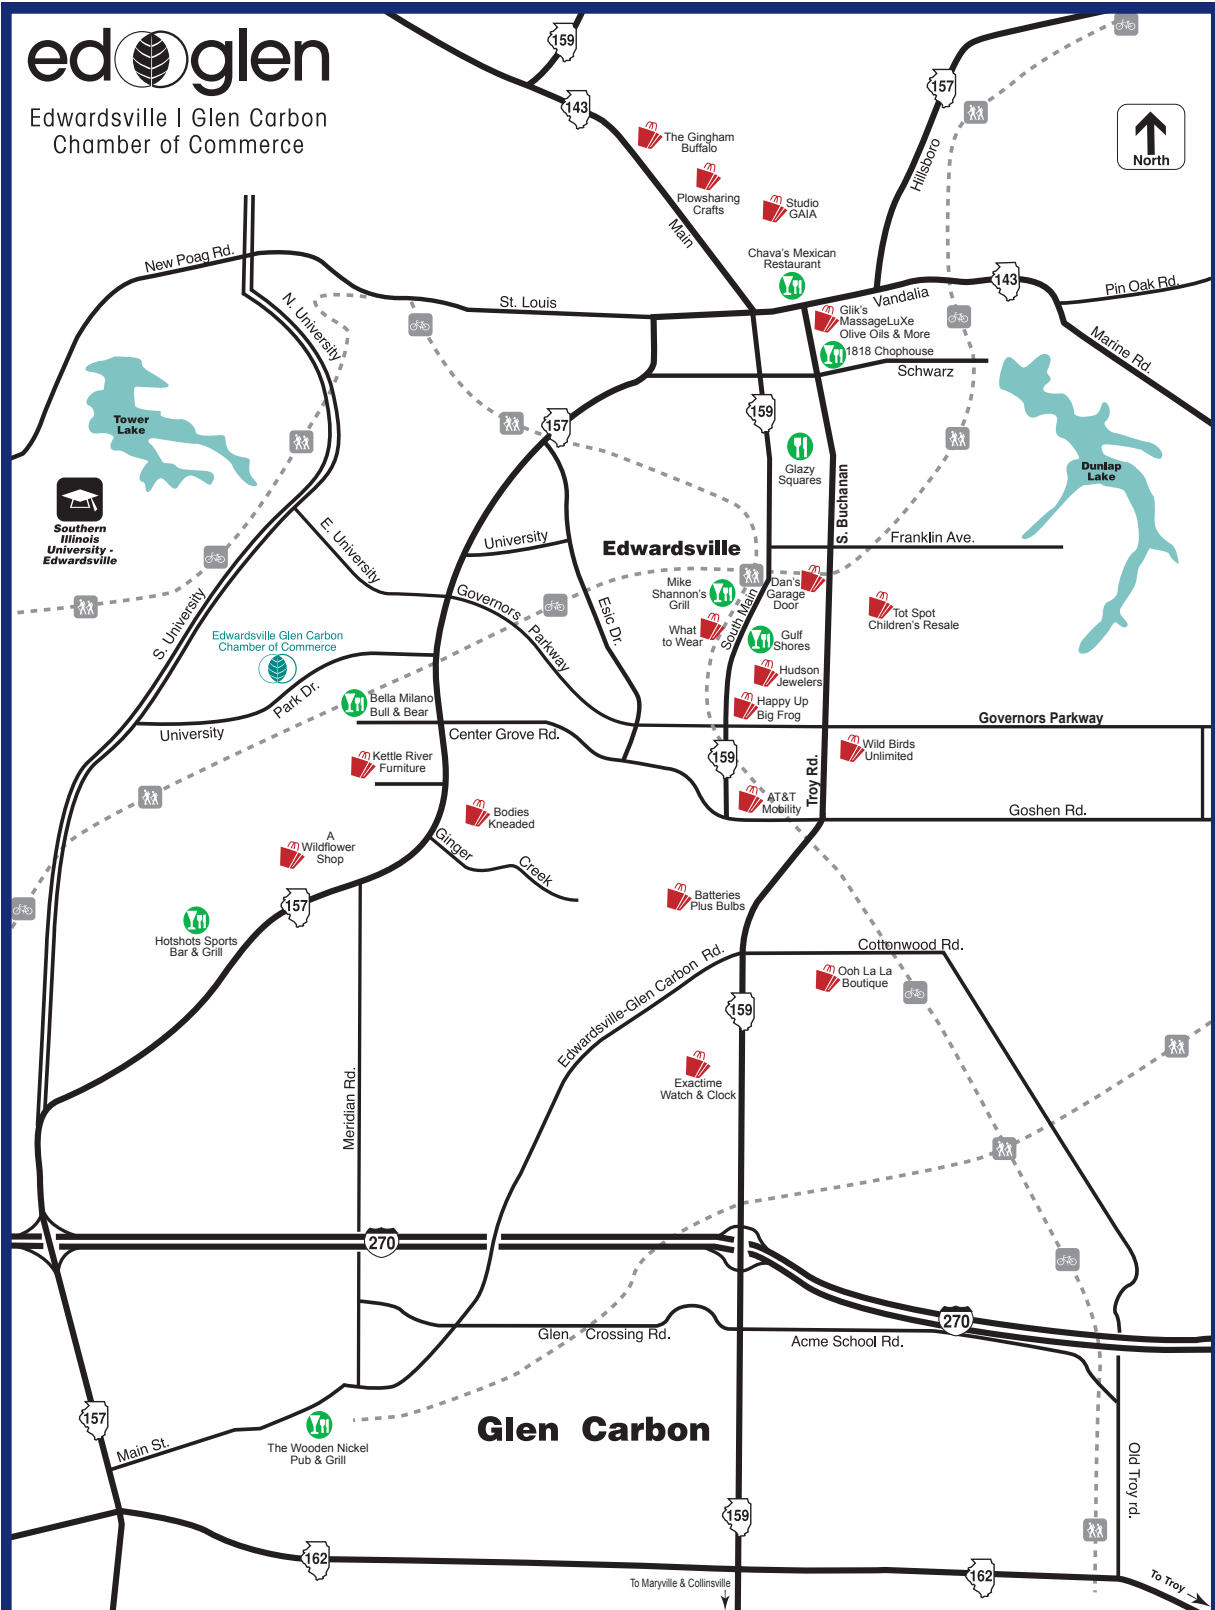 ed glen
Edwardsville | Glen Carbon
Chamber of Commerce
159
143
157
North
The Gingham
Buffalo
Plowsharing
Crafts
Studio
GAIA
Hillsboro
Main
Chava's Mexican
Restaurant
New Poag Rd.
N. University
St. Louis
Vandalia
143
Pin Oak Rd.
Marine Rd.
Glik's
MassageLuXe
Olive Oils & More
1818 Chophouse
Schwarz
Tower
Lake
157
159
Glazy
Squares
S. Buchanan
Dunlap
Lake
Southern
Illinois
University -
Edwardsville
E. University
University
Edwardsville
Franklin Ave.
Governors
Parkway
Esic Dr.
Mike
Shannon's
Grill
Dan's
Garage
Door
South Main
What
to Wear
Gulf
Shores
Tot Spot
Children's Resale
S. University
Edwardsville Glen Carbon
Chamber of Commerce
Hudson
Jewelers
Park Dr.
Bella Milano
Bull & Bear
Happy Up
Big Frog
Governors Parkway
University
Center Grove Rd.
Kettle River
Furniture
159
Troy Rd.
Wild Birds
Unlimited
AT&T
Mobility
Goshen Rd.
Bodies
Kneaded
A
Wildflower
Shop
Ginger
Creek
157
Batteries
Plus Bulbs
Hotshots Sports
Bar & Grill
Edwardsville-Glen Carbon Rd.
Cottonwood Rd.
Ooh La La
Boutique
159
Exactime
Watch & Clock
Meridian Rd.
270
270
Glen Crossing Rd.
Acme School Rd.
157
Main St.
The Wooden Nickel
Pub & Grill
Glen Carbon
Old Troy rd.
159
162
162
To Maryville & Collinsville
To Troy